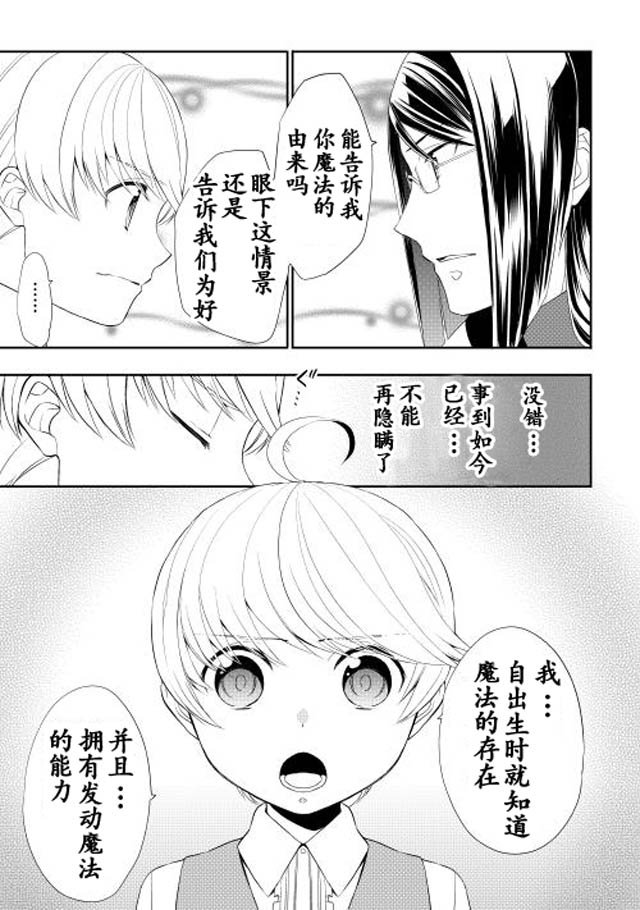 能告诉我
你魔法的
由来吗
眼下这情景
还是
告诉我们为好
……
没错…
事到如今
已经…
不能
再隐瞒了
我…
自出生时就知道
魔法的存在
并且…
拥有发动魔法
的能力